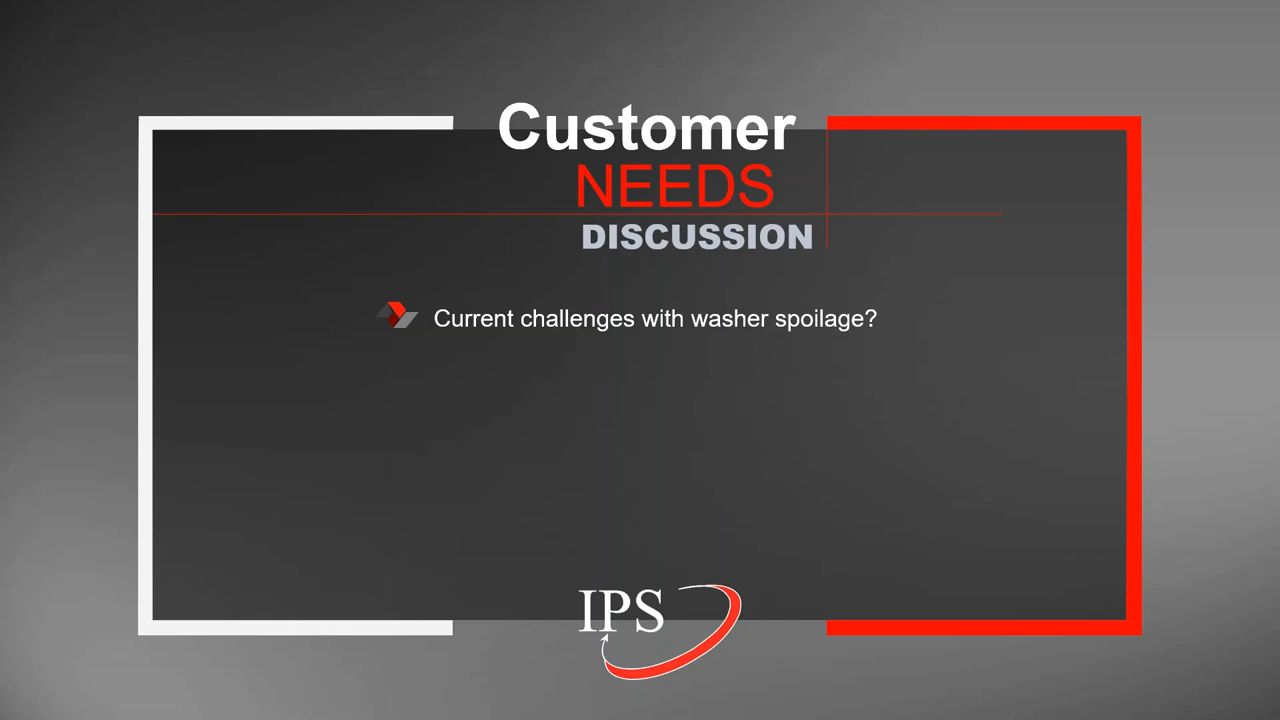 Customer
NEEDS
DISCUSSION
Current challenges with washer spoilage?
IPS